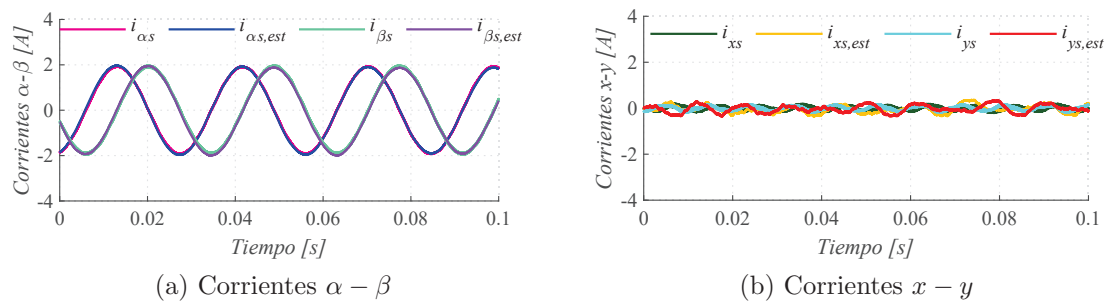 4
2
0
-2
-4
Corrientes α-β [A]
i_{αs} i_{αs,est} i_{βs} i_{βs,est}
0 0.02 0.04 0.06 0.08 0.1
Tiempo [s]
(a) Corrientes α − β
4
2
0
-2
-4
Corrientes x-y [A]
i_{xs} i_{xs,est} i_{ys} i_{ys,est}
0 0.02 0.04 0.06 0.08 0.1
Tiempo [s]
(b) Corrientes x − y